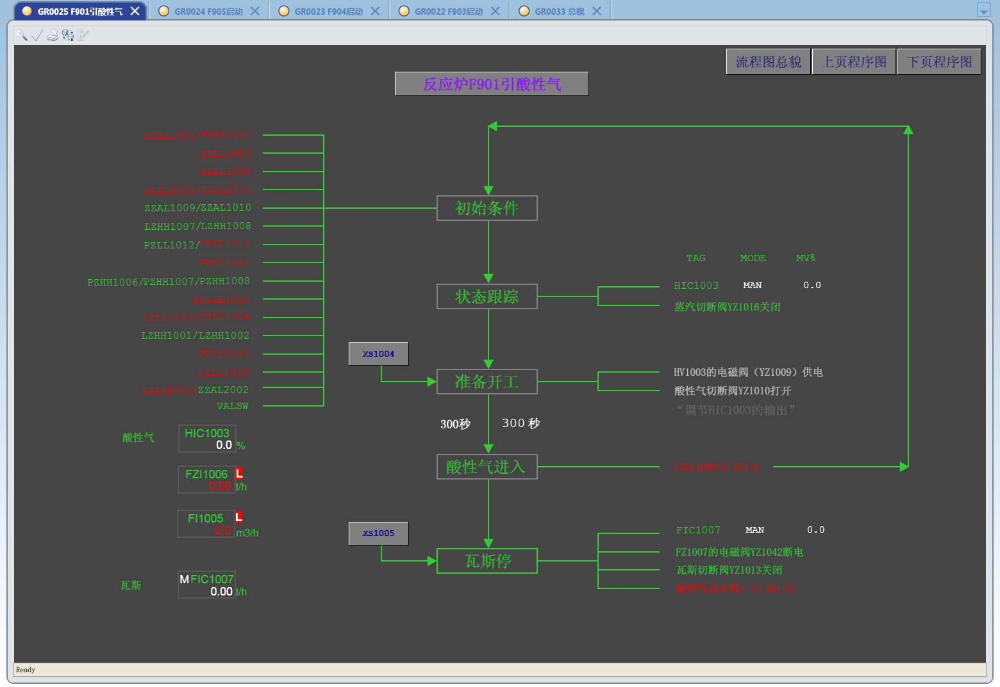 GR0025 F901引酸性气
GR0024 F905启动
GR0023 F904启动
GR0022 F903启动
GR0033 总貌
流程图总貌
上页程序图
下页程序图
反应炉F901引酸性气
BZAL1001/BZAL1002
BZAL1003
BZAL1004
BZAL2003/BZAL2004
ZZAL1009/ZZAL1010
LZHH1007/LZHH1008
PZLL1012/PZLL1013
FZLL1037
PZHH1006/PZHH1007/PZHH1008
PDZLL1014
LZLL1003/LZLL1004
LZHH1001/LZHH1002
FZLL1013
FZLL1015
ZZAH2001/ZZAL2002
VALSW
初始条件
状态跟踪
TAG MODE MV%
HIC1003 MAN 0.0
蒸汽切断阀YZ1016关闭
XS1004
准备开工
HV1003的电磁阀（YZ1009）供电
酸性气切断阀YZ1010打开
“调节HIC1003的输出”
300秒
300 秒
酸性气进入
FZLL1006<3.35t/h
XS1005
瓦斯停
FIC1007 MAN 0.0
FZ1007的电磁阀YZ1042断电
瓦斯切断阀YZ1013关闭
酸性气流量低( <3.35t/h)
酸性气
HIC1003
0.0 %
FZI1006 L
0.00 t/h
FI1005 L
0.0 m3/h
瓦斯
M FIC1007
0.00 t/h
Ready